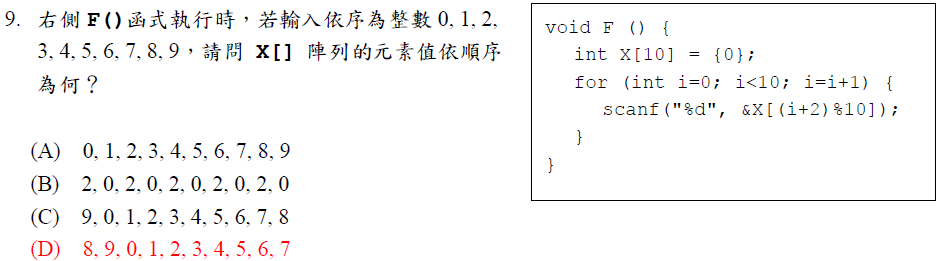 9. 右側 F()函式執行時，若輸入依序為整數 0, 1, 2,
3, 4, 5, 6, 7, 8, 9，請問 X[] 陣列的元素值依順序
為何？
(A) 0, 1, 2, 3, 4, 5, 6, 7, 8, 9
(B) 2, 0, 2, 0, 2, 0, 2, 0, 2, 0
(C) 9, 0, 1, 2, 3, 4, 5, 6, 7, 8
(D) 8, 9, 0, 1, 2, 3, 4, 5, 6, 7
void F () {
int X[10] = {0};
for (int i=0; i<10; i=i+1) {
scanf("%d", &X[(i+2)%10]);
}
}